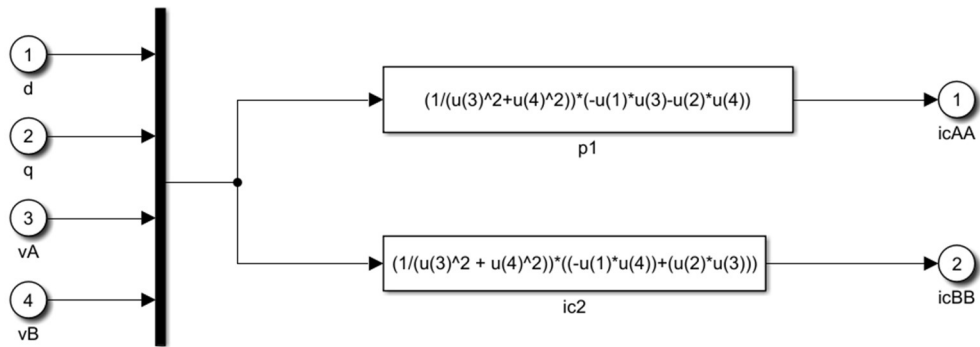 1
d
2
q
3
vA
4
vB
(1/(u(3)^2+u(4)^2))*(-u(1)*u(3)-u(2)*u(4))
p1
(1/(u(3)^2 + u(4)^2))*((-u(1)*u(4))+(u(2)*u(3)))
ic2
1
icAA
2
icBB